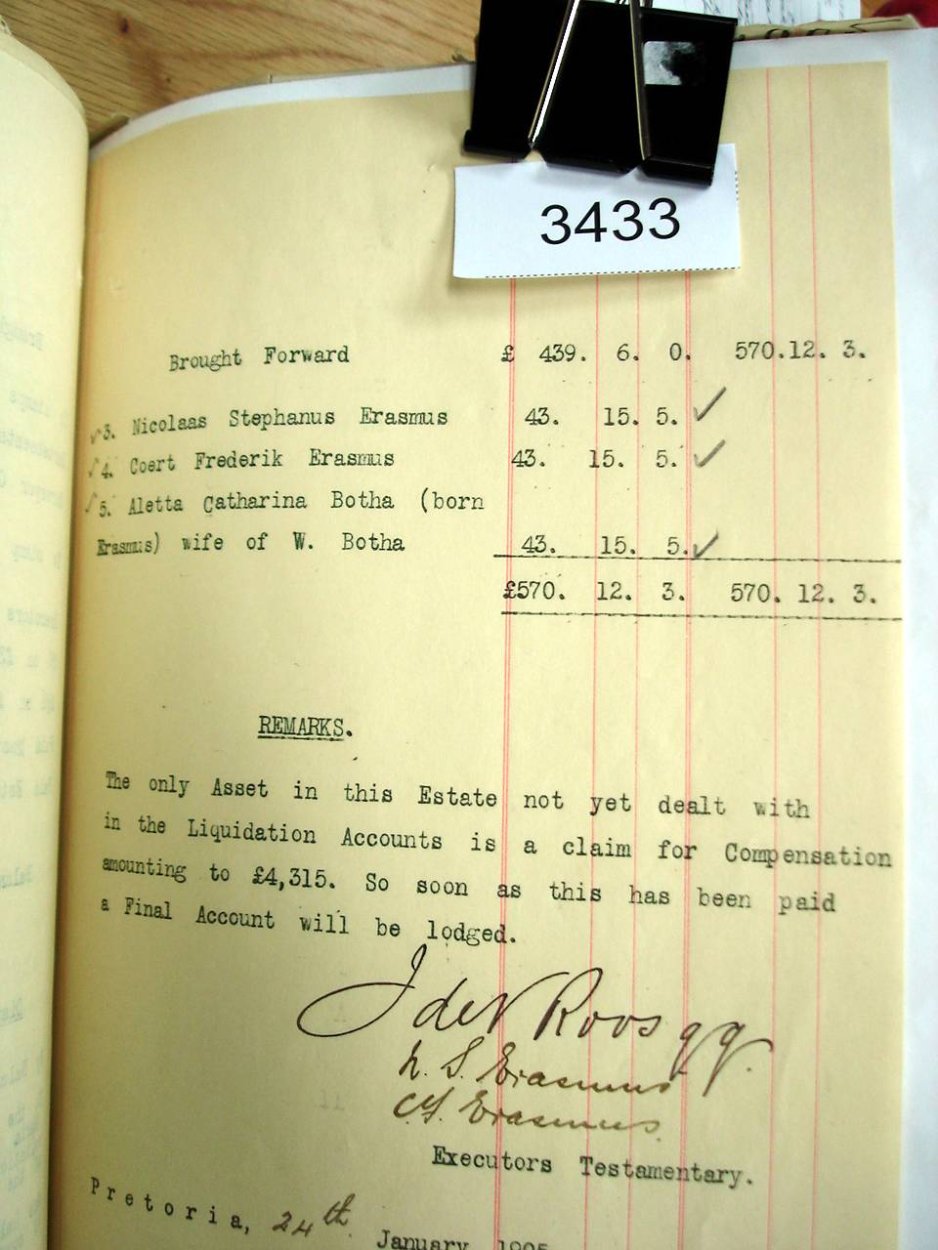 3433
Brought Forward £ 439. 6. 0. 570.12. 3.
3. Nicolaas Stephanus Erasmus 43. 15. 5.
4. Coert Frederik Erasmus 43. 15. 5.
5. Aletta Catharina Botha (born
Erasmus) wife of W. Botha 43. 15. 5.
£570. 12. 3. 570. 12. 3.
REMARKS.
The only Asset in this Estate not yet dealt with
in the Liquidation Accounts is a claim for Compensation
amounting to £4,315. So soon as this has been paid
a Final Account will be lodged.
J de V Roos qq.
N. S. Erasmus
C F. Erasmus
Executors Testamentary.
Pretoria, 24th January 1905